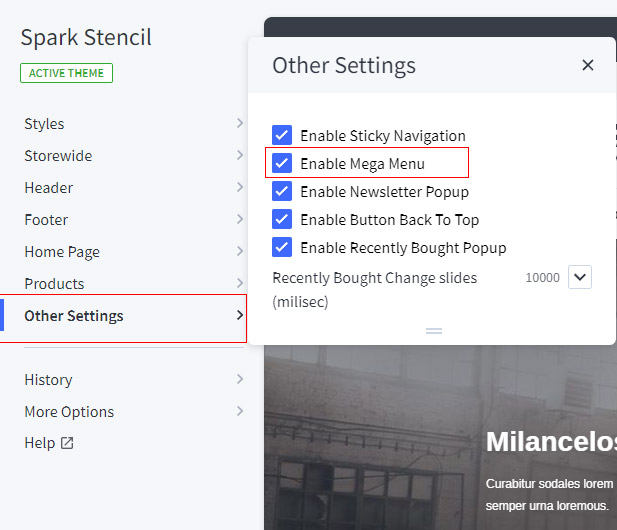 Spark Stencil
ACTIVE THEME
Styles
Storewide
Header
Footer
Home Page
Products
Other Settings
History
More Options
Help
Other Settings
Enable Sticky Navigation
Enable Mega Menu
Enable Newsletter Popup
Enable Button Back To Top
Enable Recently Bought Popup
Recently Bought Change slides 10000
(milisec)
Milancelos
Curabitur sodales lorem
semper urna loremous.